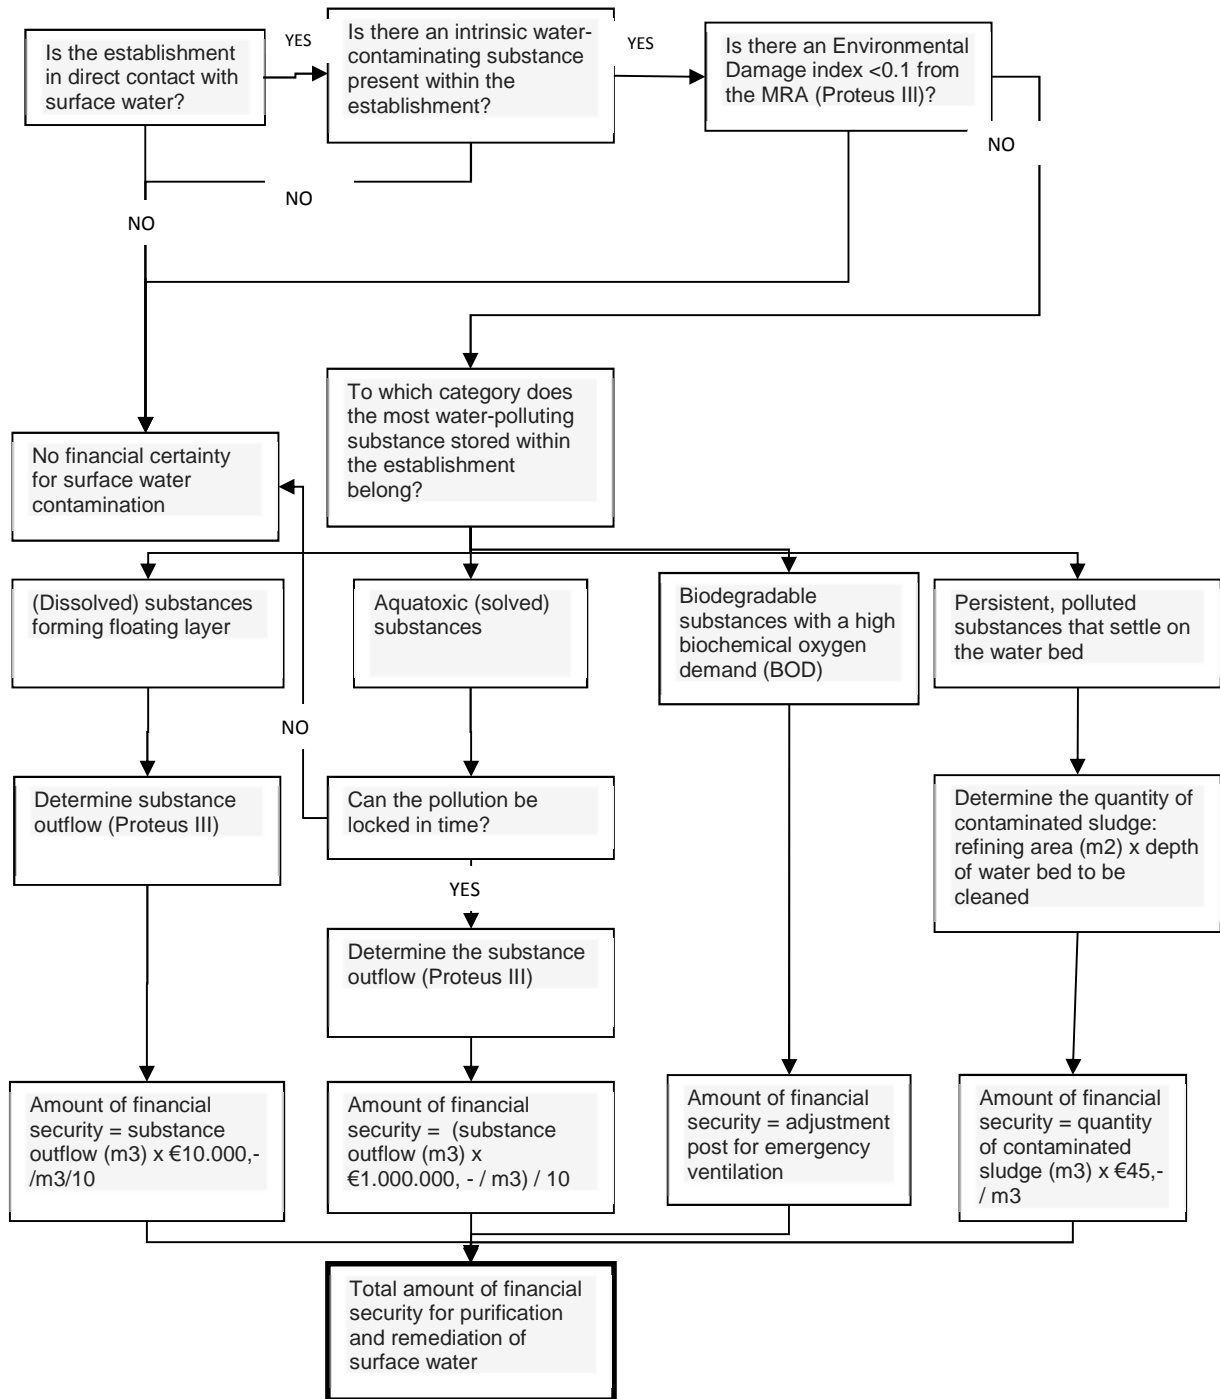 Is the establishment
in direct contact with
surface water?
YES
Is there an intrinsic water-
contaminating substance
present within the
establishment?
YES
Is there an Environmental
Damage index <0.1 from
the MRA (Proteus III)?
NO
NO
NO
To which category does
the most water-polluting
substance stored within
the establishment
belong?
No financial certainty
for surface water
contamination
(Dissolved) substances
forming floating layer
Aquatoxic (solved)
substances
Biodegradable
substances with a high
biochemical oxygen
demand (BOD)
Persistent, polluted
substances that settle on
the water bed
NO
Determine substance
outflow (Proteus III)
Can the pollution be
locked in time?
Determine the quantity of
contaminated sludge:
refining area (m2) x depth
of water bed to be
cleaned
YES
Determine the substance
outflow (Proteus III)
Amount of financial
security = substance
outflow (m3) x €10.000,-
/m3/10
Amount of financial
security =  (substance
outflow (m3) x
€1.000.000, - / m3) / 10
Amount of financial
security = adjustment
post for emergency
ventilation
Amount of financial
security = quantity
of contaminated
sludge (m3) x €45,-
/ m3
Total amount of financial
security for purification
and remediation of
surface water